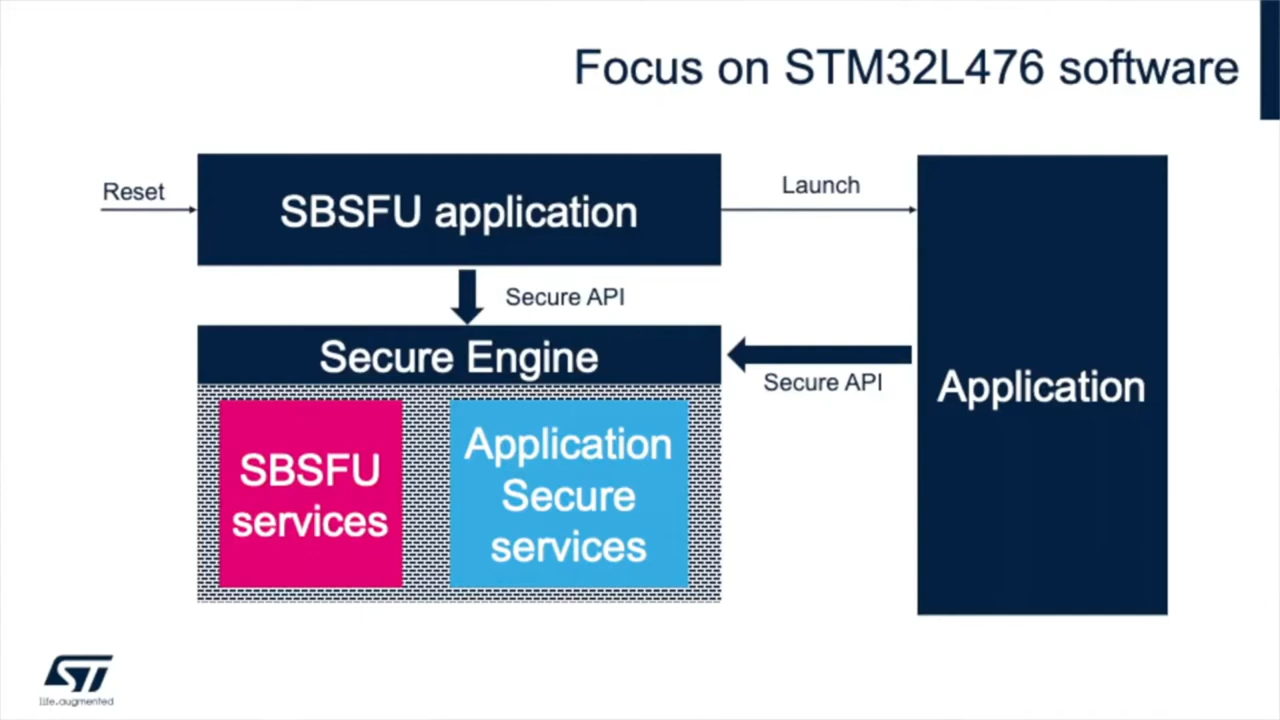 Focus on STM32L476 software
Reset
SBSFU application
Launch
Secure API
Secure Engine
Secure API
Application
SBSFU
services
Application
Secure
services
ST
life.augmented